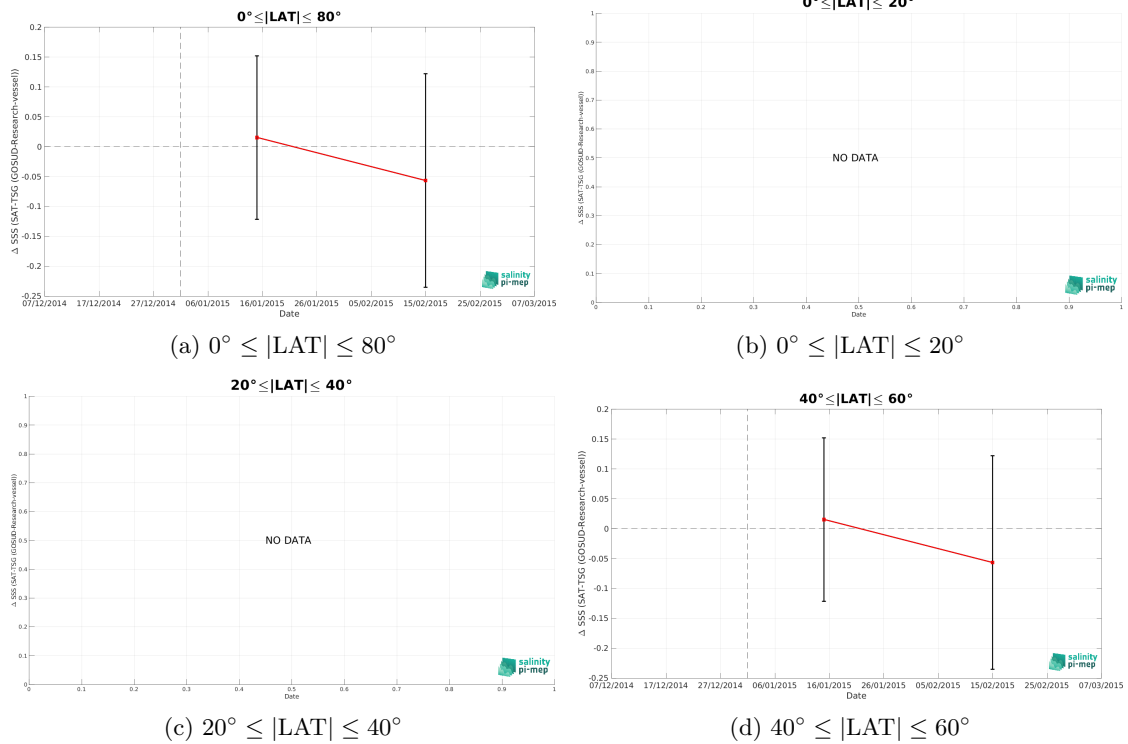 0°≤|LAT|≤ 80°
0.2
0.15
0.1
0.05
0
-0.05
-0.1
-0.15
-0.2
-0.25
Δ SSS (SAT-TSG (GOSUD-Research-vessel))
07/12/2014 17/12/2014 27/12/2014 06/01/2015 16/01/2015 26/01/2015 05/02/2015 15/02/2015 25/02/2015 07/03/2015
Date
salinity
pi-mep
(a) 0° ≤ |LAT| ≤ 80°
0°≤|LAT|≤ 20°
1
0.9
0.8
0.7
0.6
0.5
0.4
0.3
0.2
0.1
0
Δ SSS (SAT-TSG (GOSUD-Research-vessel))
NO DATA
0 0.1 0.2 0.3 0.4 0.5 0.6 0.7 0.8 0.9 1
Date
salinity
pi-mep
(b) 0° ≤ |LAT| ≤ 20°
20°≤|LAT|≤ 40°
1
0.9
0.8
0.7
0.6
0.5
0.4
0.3
0.2
0.1
0
Δ SSS (SAT-TSG (GOSUD-Research-vessel))
NO DATA
0 0.1 0.2 0.3 0.4 0.5 0.6 0.7 0.8 0.9 1
Date
salinity
pi-mep
(c) 20° ≤ |LAT| ≤ 40°
40°≤|LAT|≤ 60°
0.2
0.15
0.1
0.05
0
-0.05
-0.1
-0.15
-0.2
-0.25
Δ SSS (SAT-TSG (GOSUD-Research-vessel))
07/12/2014 17/12/2014 27/12/2014 06/01/2015 16/01/2015 26/01/2015 05/02/2015 15/02/2015 25/02/2015 07/03/2015
Date
salinity
pi-mep
(d) 40° ≤ |LAT| ≤ 60°